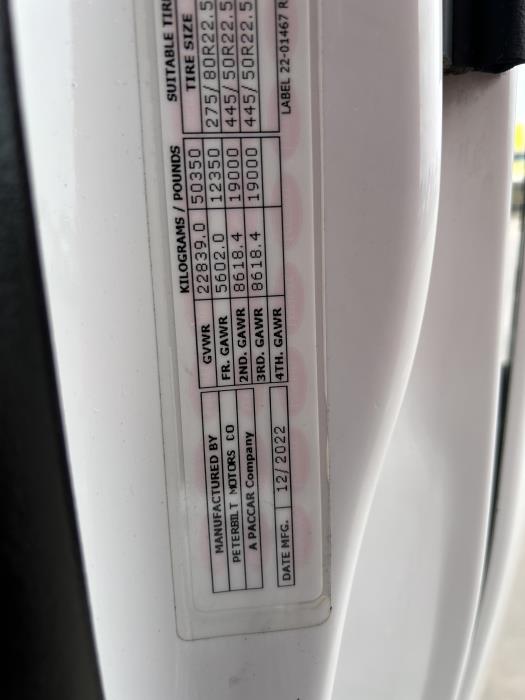 MANUFACTURED BY
PETERBILT MOTORS CO
A PACCAR Company
DATE MFG. 12/2022
KILOGRAMS / POUNDS
GVWR 22839.0 50350
FR. GAWR 5602.0 12350
2ND. GAWR 8618.4 19000
3RD. GAWR 8618.4 19000
4TH. GAWR
SUITABLE
TIRE SIZE
275/80R22.5
445/50R22.5
445/50R22.5
LABEL 22-01467